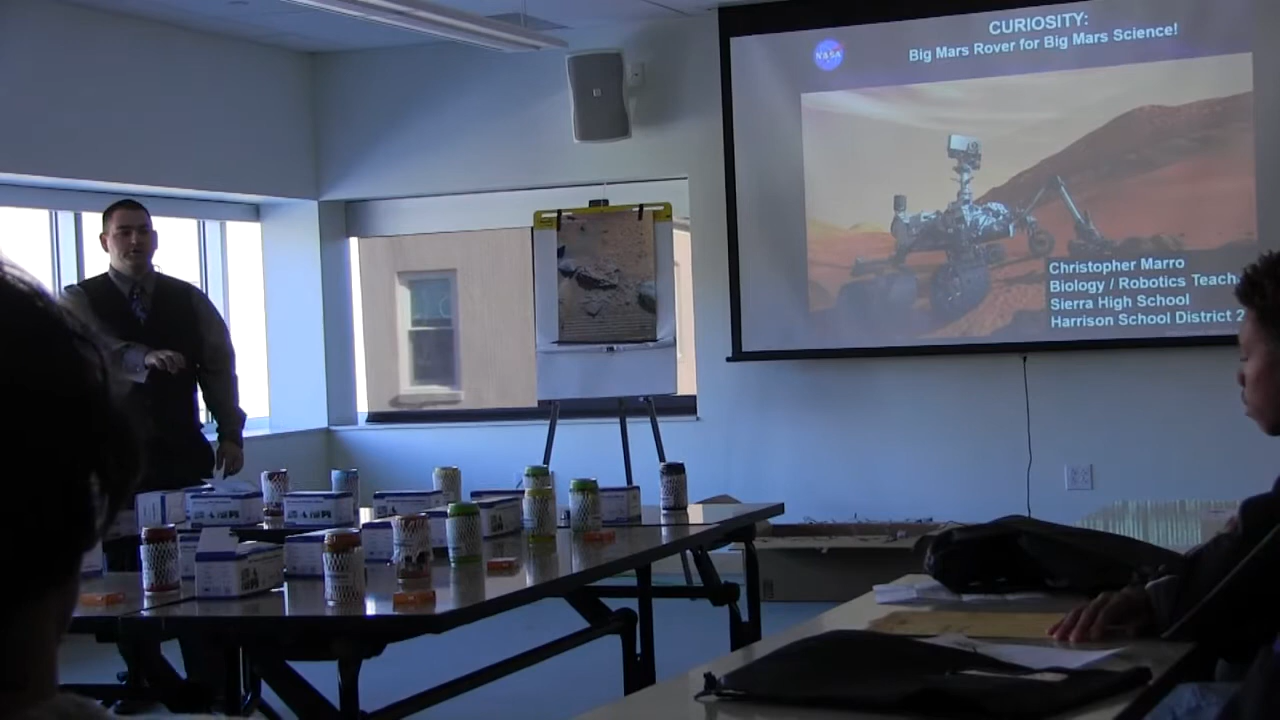 CURIOSITY:
Big Mars Rover for Big Mars Science!
NASA
Christopher Marro
Biology / Robotics Teach
Sierra High School
Harrison School District 2